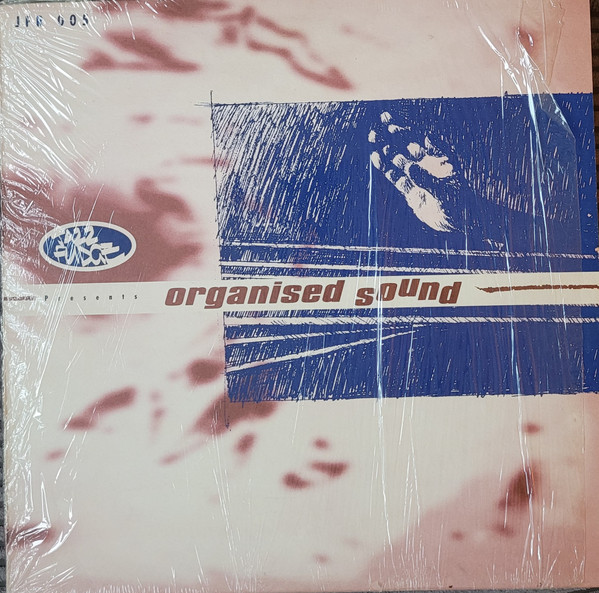 JFR 005
presents
organised sound